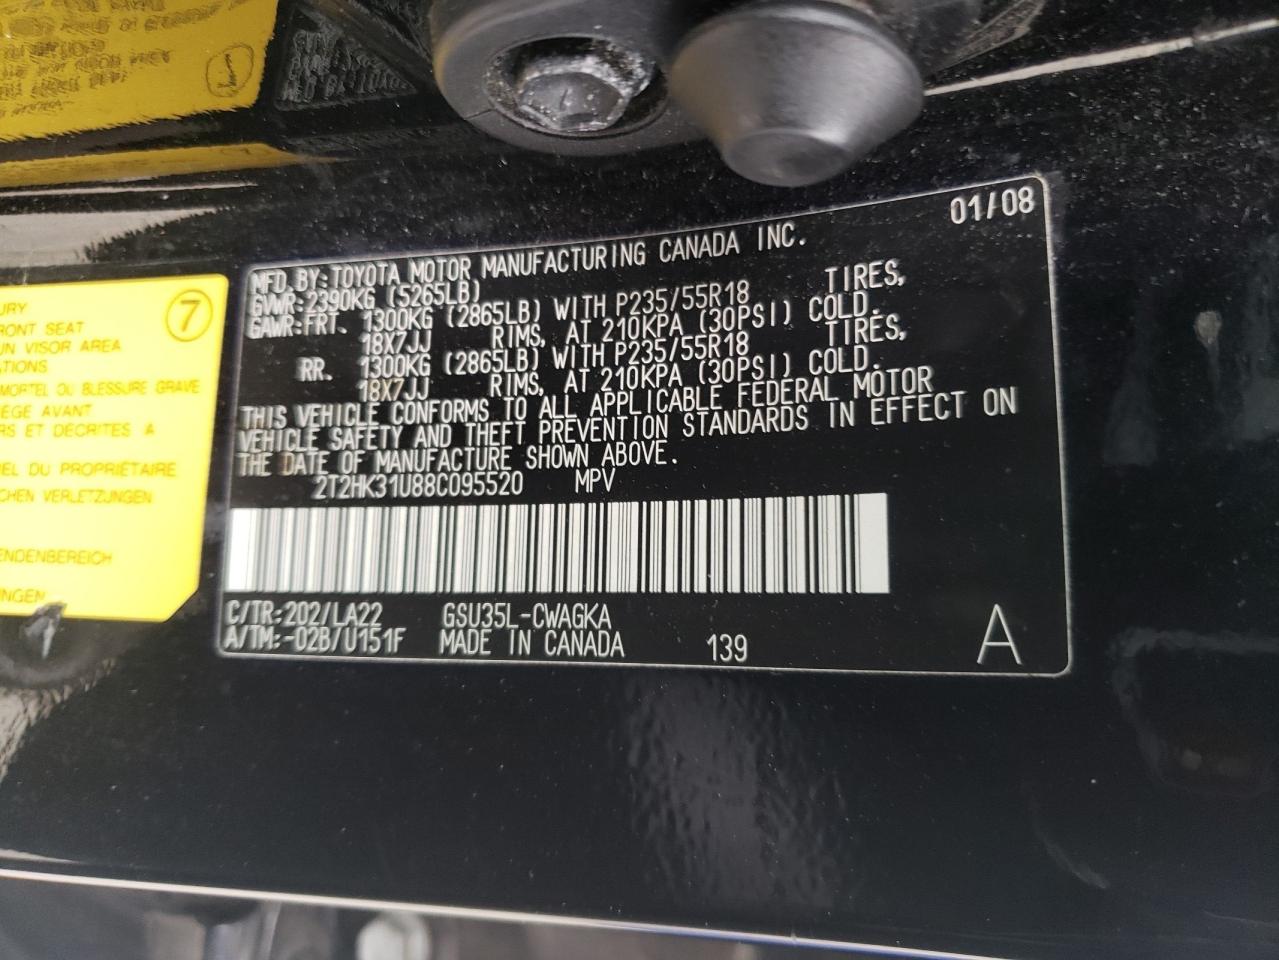 01/08
MFD. BY: TOYOTA MOTOR MANUFACTURING CANADA INC.
GVWR: 2390KG (5265LB)
GAWR: FRT. 1300KG (2865LB) WITH P235/55R18 TIRES,
18X7JJ RIMS, AT 210KPA (30PSI) COLD.
RR. 1300KG (2865LB) WITH P235/55R18 TIRES,
18X7JJ RIMS, AT 210KPA (30PSI) COLD.
THIS VEHICLE CONFORMS TO ALL APPLICABLE FEDERAL MOTOR
VEHICLE SAFETY AND THEFT PREVENTION STANDARDS IN EFFECT ON
THE DATE OF MANUFACTURE SHOWN ABOVE.
2T2HK31U88C095520 MPV
C/TR: 202/LA22 GSU35L-CWAGKA
A/TM: -02B/U151F MADE IN CANADA 139 A
7
URY
RONT SEAT
UN VISOR AREA
ATIONS
MORTEL OU BLESSURE GRAVE
IÈGE AVANT
RS ET DÉCRITES A
EL DU PROPRIÉTAIRE
CHEN VERLETZUNGEN
ENDENBEREICH
NGEN